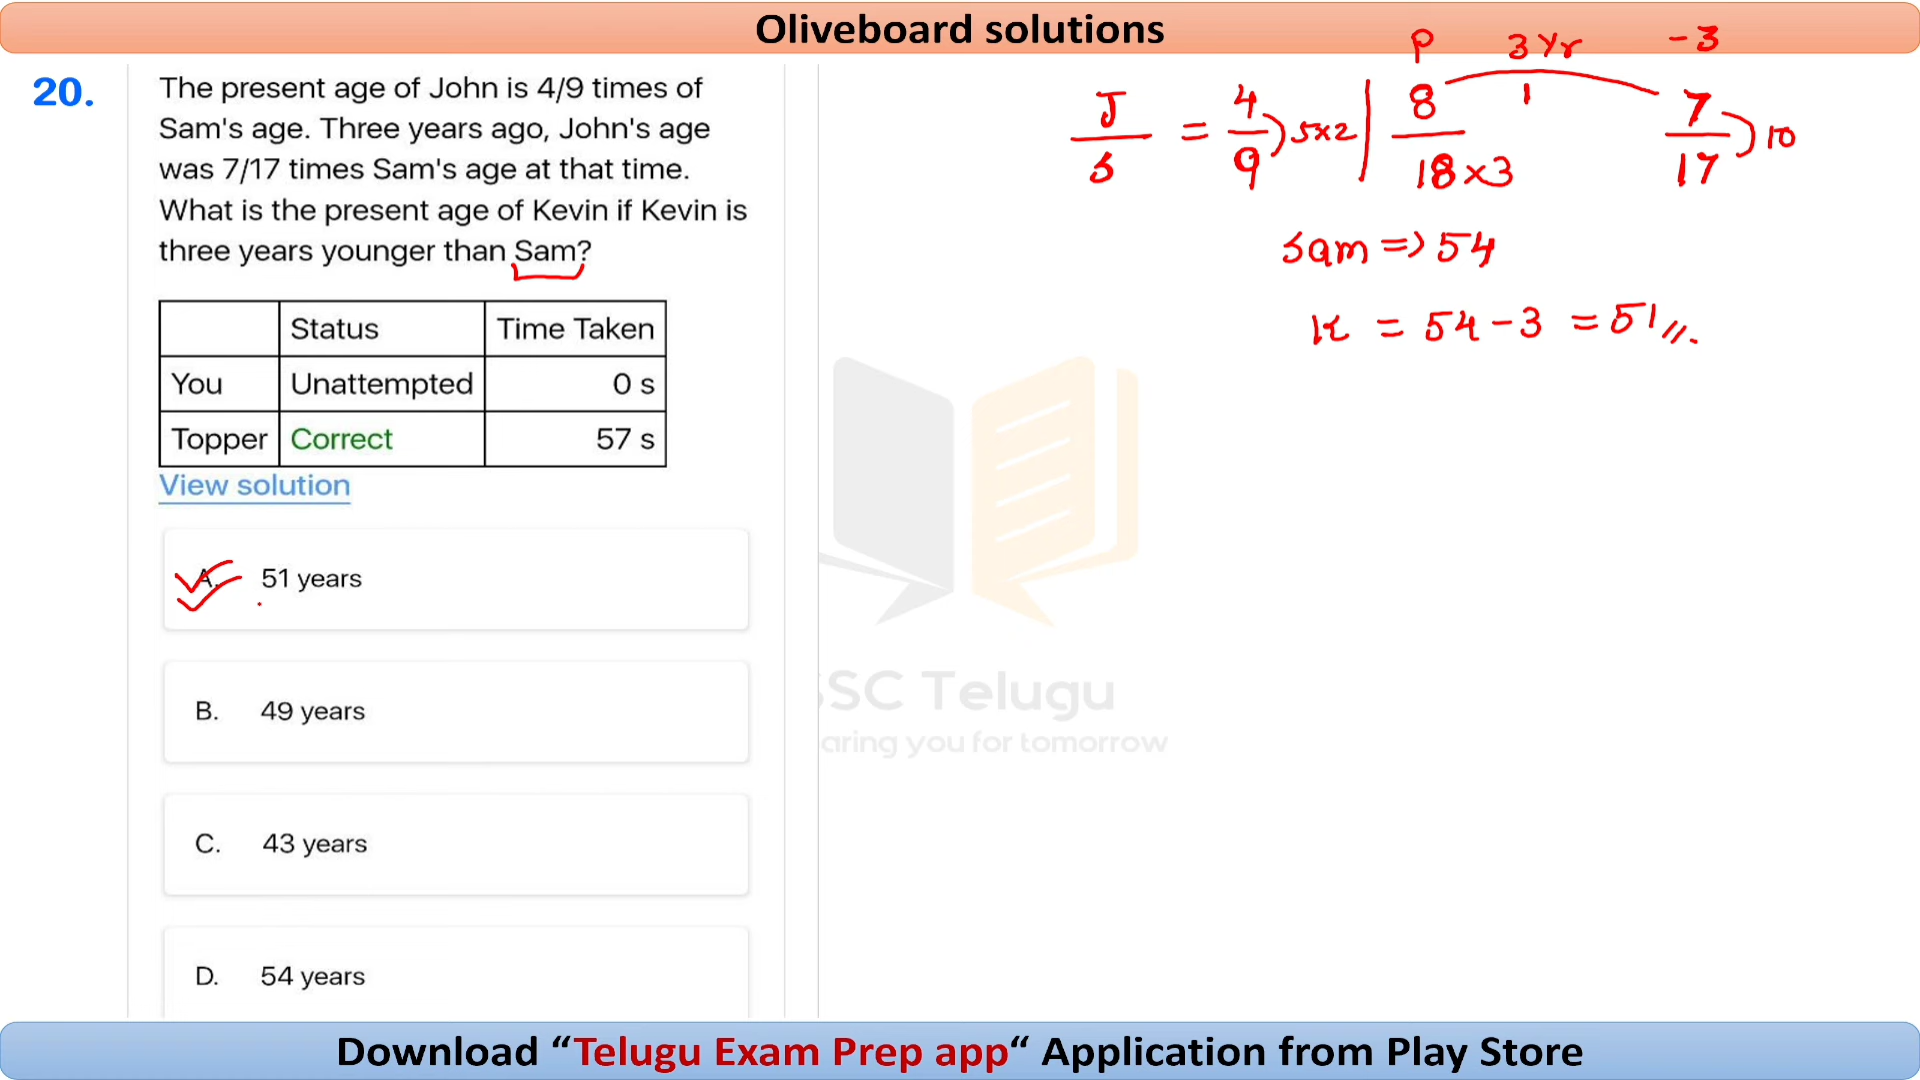 Oliveboard solutions
20.
The present age of John is 4/9 times of
Sam's age. Three years ago, John's age
was 7/17 times Sam's age at that time.
What is the present age of Kevin if Kevin is
three years younger than Sam?
Status Time Taken
You Unattempted 0 s
Topper Correct 57 s
View solution
A. 51 years
B. 49 years
C. 43 years
D. 54 years
P 3 Yr -3
J/S = 4/9 ) 5x2 | 8/18x3 1 7/17 ) 10
Sam => 54
K = 54-3 = 51
SSC Telugu
aring you for tomorrow
Download “Telugu Exam Prep app“ Application from Play Store